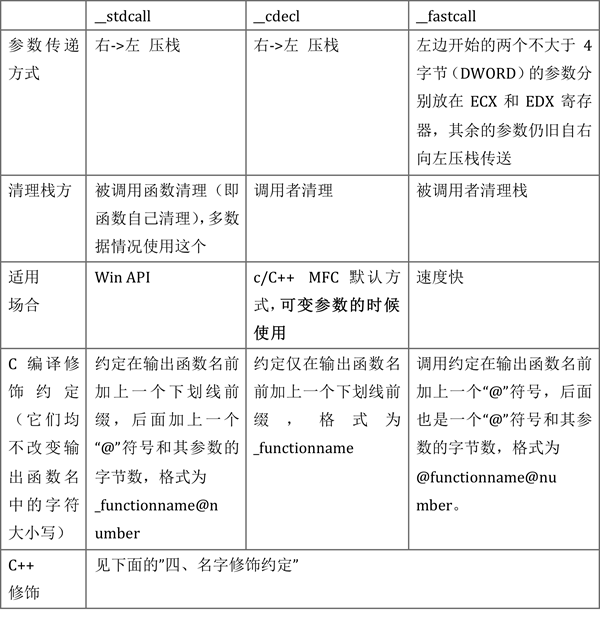 __stdcall
__cdecl
__fastcall
参数传递
方式
右->左 压栈
右->左 压栈
左边开始的两个不大于 4
字节（DWORD）的参数分
别放在 ECX 和 EDX 寄存
器，其余的参数仍旧自右
向左压栈传送
清理栈方
被调用函数清理（即
函数自己清理），多数
据情况使用这个
调用者清理
被调用者清理栈
适用
场合
Win API
c/C++ MFC 默认方
式，可变参数的时候
使用
速度快
C 编译修
饰约定
（它们均
不改变输
出函数名
中的字符
大小写）
约定在输出函数名前
加上一个下划线前
缀，后面加上一个
“@”符号和其参数的
字节数，格式为
_functionname@n
umber
约定仅在输出函数名
前加上一个下划线前
缀，格式为
_functionname
调用约定在输出函数名前
加上一个“@”符号，后面
也是一个“@”符号和其参
数的字节数，格式为
@functionname@nu
mber。
C++
修饰
见下面的”四、名字修饰约定”